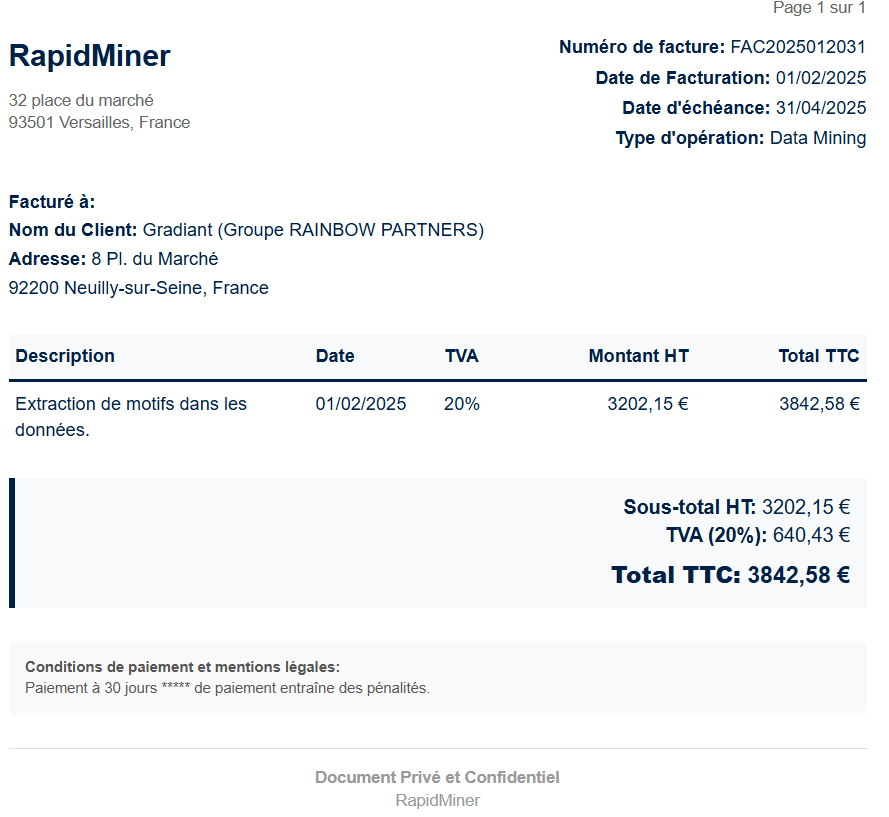 Page 1 sur 1
RapidMiner
32 place du marché
93501 Versailles, France
Numéro de facture: FAC2025012031
Date de Facturation: 01/02/2025
Date d'échéance: 31/04/2025
Type d'opération: Data Mining
Facturé à:
Nom du Client: Gradiant (Groupe RAINBOW PARTNERS)
Adresse: 8 Pl. du Marché
92200 Neuilly-sur-Seine, France
Description Date TVA Montant HT Total TTC
Extraction de motifs dans les 01/02/2025 20% 3202,15 € 3842,58 €
données.
Sous-total HT: 3202,15 €
TVA (20%): 640,43 €
Total TTC: 3842,58 €
Conditions de paiement et mentions légales:
Paiement à 30 jours ***** de paiement entraîne des pénalités.
Document Privé et Confidentiel
RapidMiner